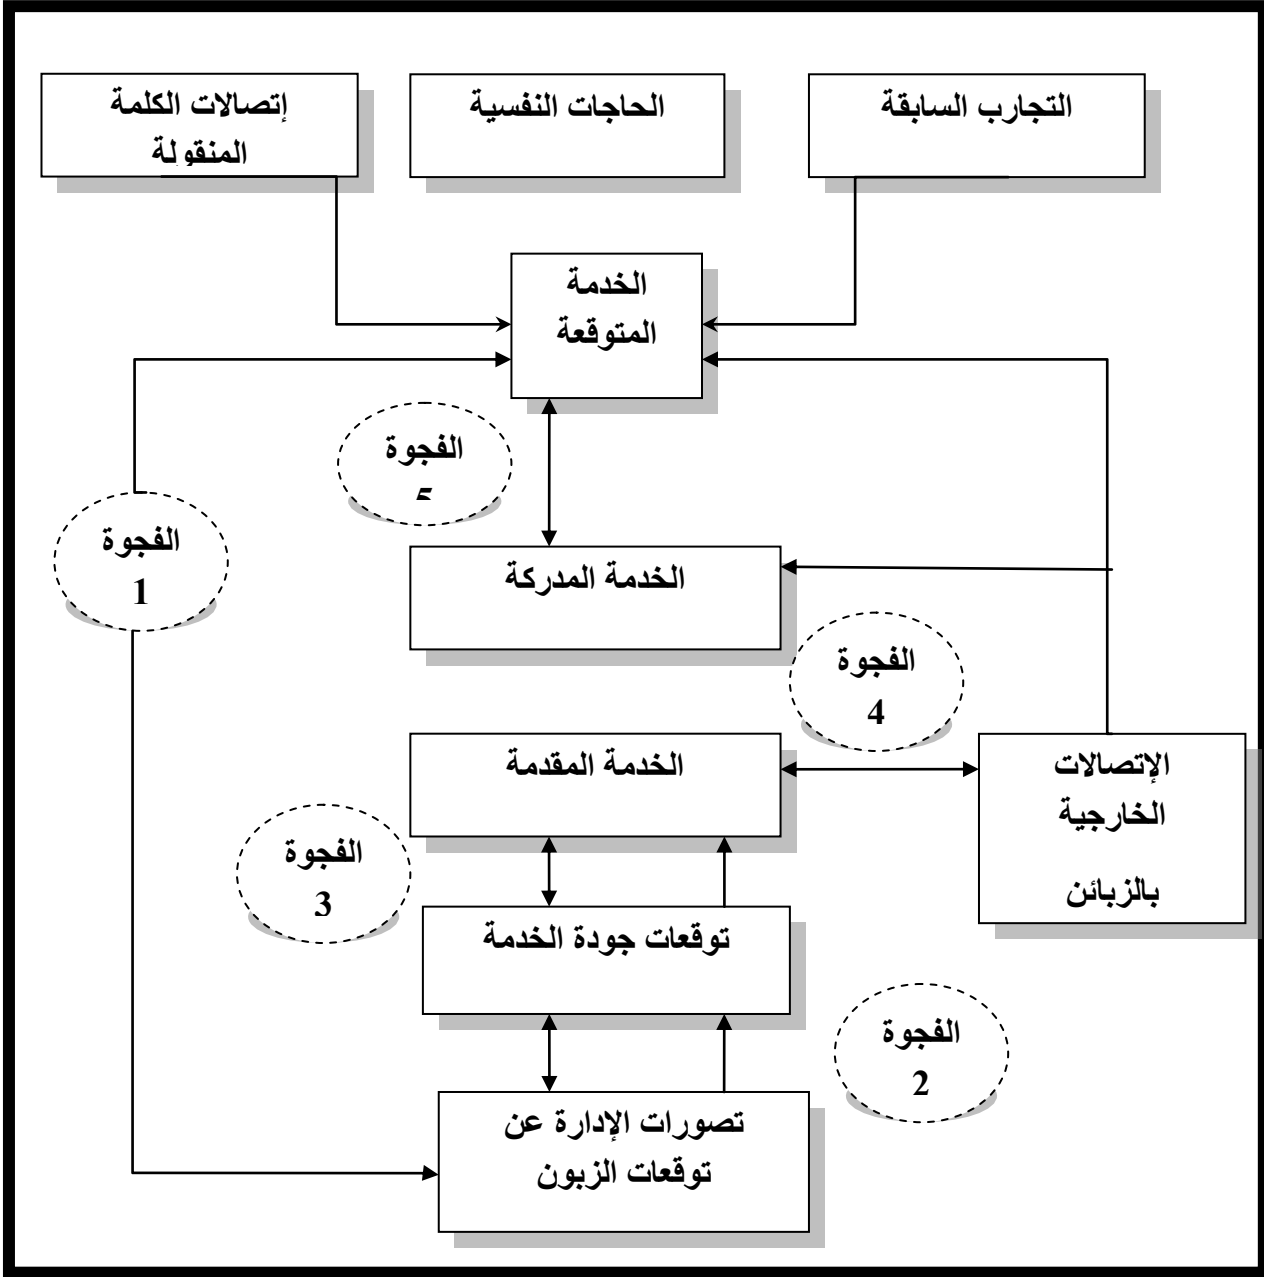 التجارب السابقة
الحاجات النفسية
إتصالات الكلمة
المنقولة
الخدمة
المتوقعة
الفجوة
5
الفجوة
1
الخدمة المدركة
الفجوة
4
الخدمة المقدمة
الإتصالات
الخارجية
بالزبائن
الفجوة
3
توقعات جودة الخدمة
الفجوة
2
تصورات الإدارة عن
توقعات الزبون